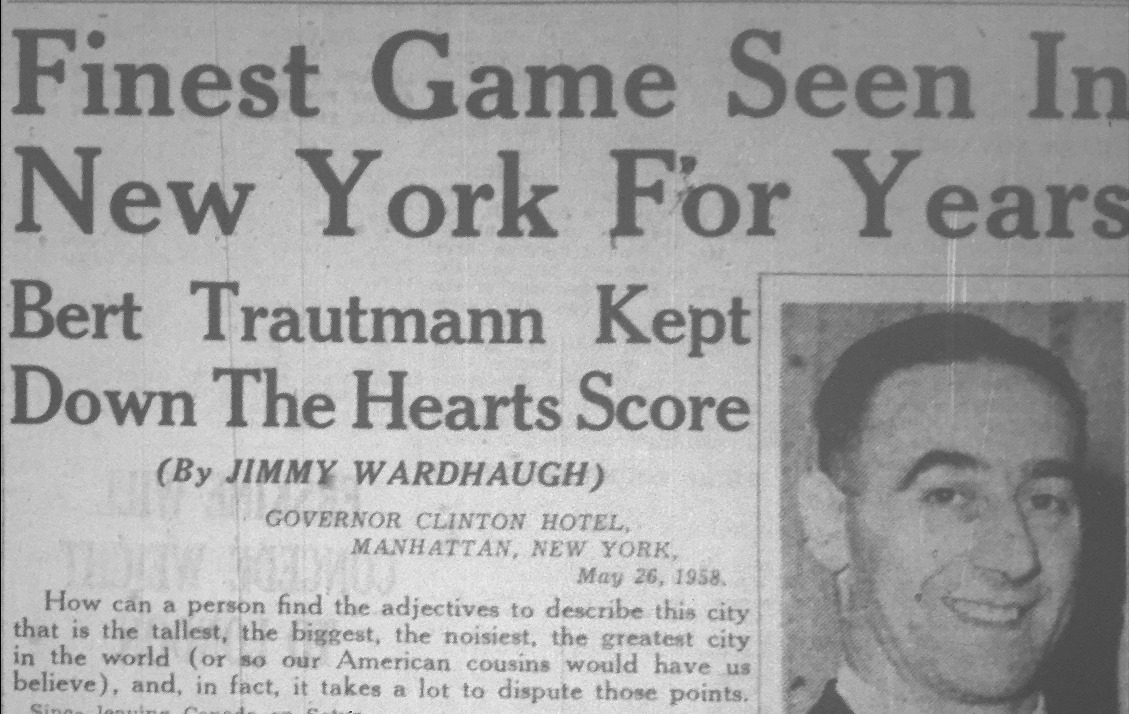 Finest Game Seen In
New York For Years
Bert Trautmann Kept
Down The Hearts Score
(By JIMMY WARDHAUGH)
GOVERNOR CLINTON HOTEL,
MANHATTAN, NEW YORK,
May 26, 1958.
How can a person find the adjectives to describe this city
that is the tallest, the biggest, the noisiest, the greatest city
in the world (or so our American cousins would have us
believe), and, in fact, it takes a lot to dispute those points.